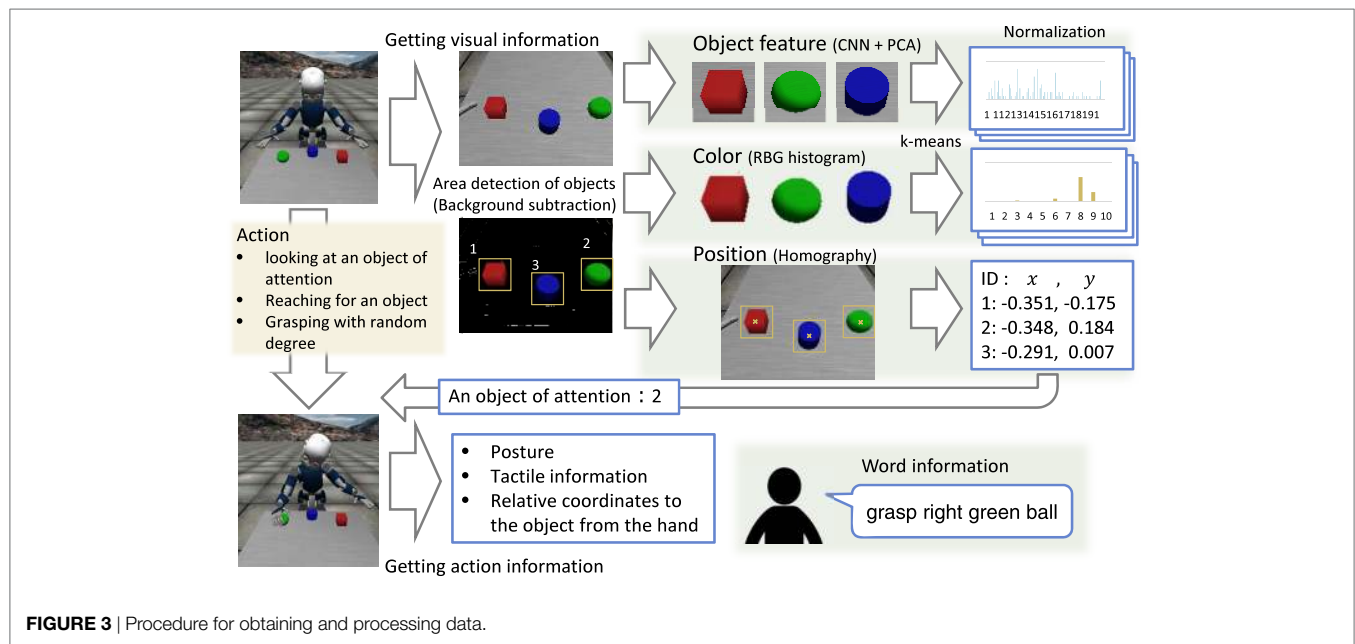 Getting visual information
Object feature (CNN + PCA)
Normalization
1 112131415161718191
k-means
Area detection of objects
(Background subtraction)
Color (RBG histogram)
1 2 3 4 5 6 7 8 9 10
Action
• looking at an object of
attention
• Reaching for an object
• Grasping with random
degree
1
2
3
Position (Homography)
ID : x , y
1: -0.351, -0.175
2: -0.348, 0.184
3: -0.291, 0.007
An object of attention : 2
• Posture
• Tactile information
• Relative coordinates to
the object from the hand
Getting action information
Word information
grasp right green ball
FIGURE 3 | Procedure for obtaining and processing data.